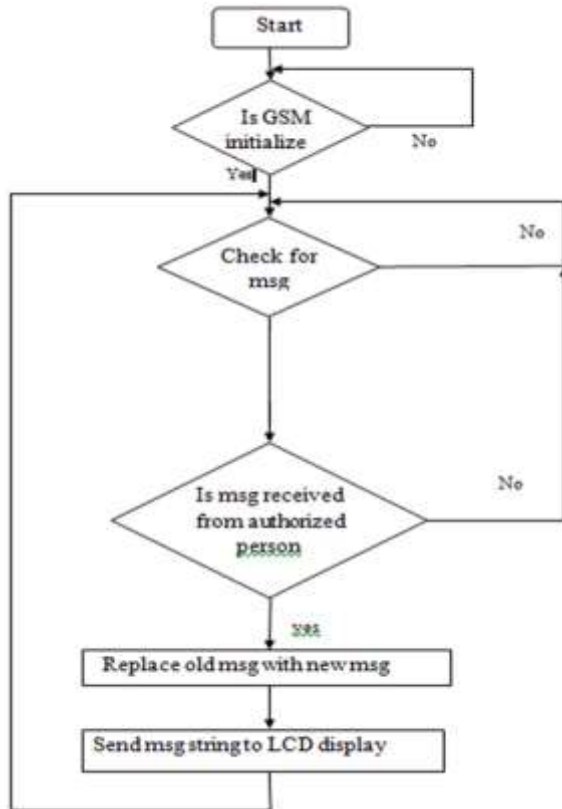 Start
Is GSM
initialize
No
Yes
No
Check for
msg
No
Is msg received
from authorized
person
yes
Replace old msg with new msg
Send msg string to LCD display